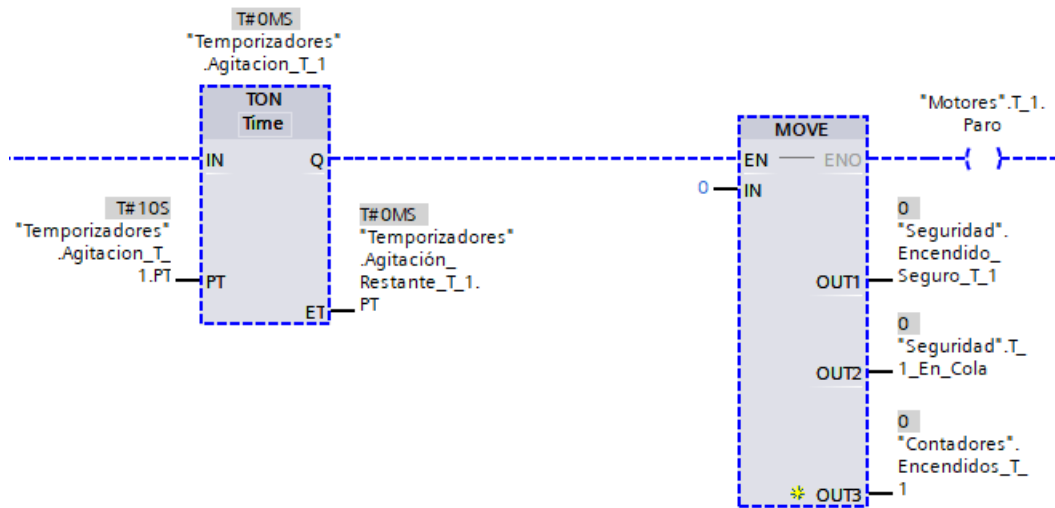 T#0MS
"Temporizadores"
.Agitacion_T_1
TON
Time
IN
Q
T#10S
"Temporizadores"
.Agitacion_T_
1.PT
PT
T#0MS
"Temporizadores"
.Agitación_
Restante_T_1.
PT
ET
MOVE
EN
ENO
0
IN
"Motores".T_1.
Paro
0
"Seguridad".
Encendido_
Seguro_T_1
OUT1
0
"Seguridad".T_
1_En_Cola
OUT2
0
"Contadores".
Encendidos_T_
1
OUT3